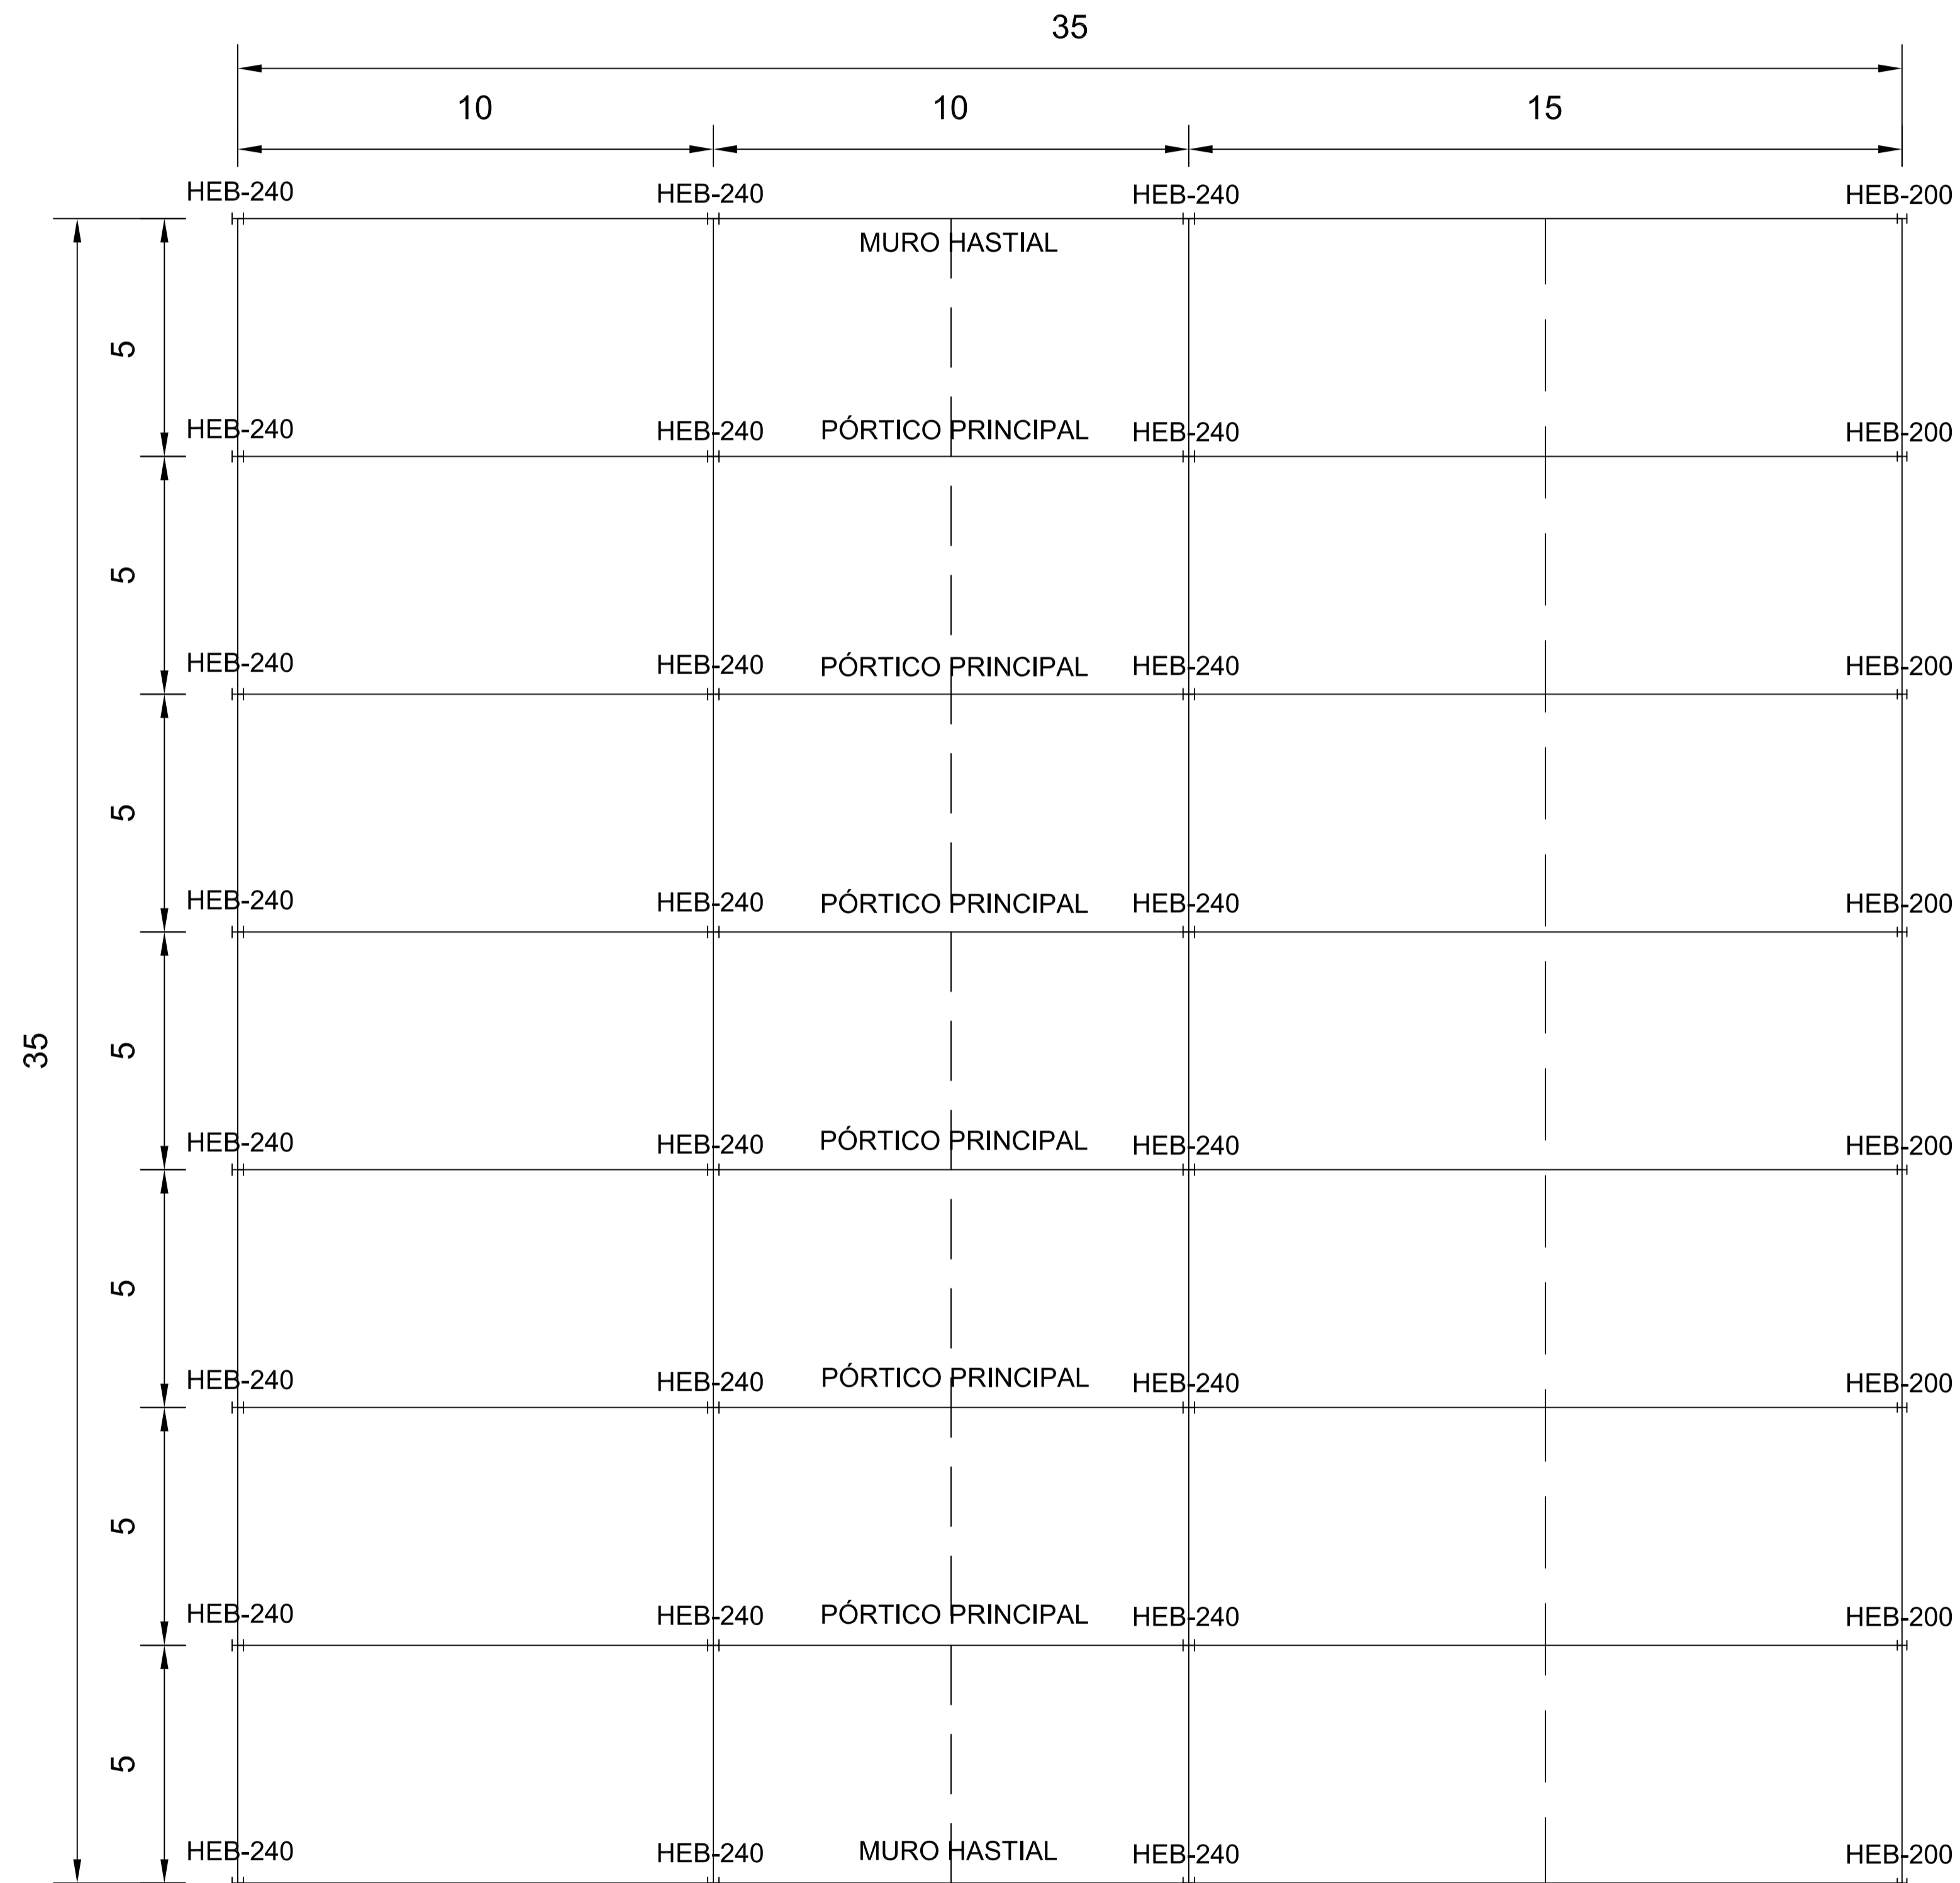 35
10 10 15
HEB-240 HEB-240 HEB-240 HEB-200
MURO HASTIAL
5
HEB-240 HEB-240 PÓRTICO PRINCIPAL HEB-240 HEB-200
5
HEB-240 HEB-240 PÓRTICO PRINCIPAL HEB-240 HEB-200
5
HEB-240 HEB-240 PÓRTICO PRINCIPAL HEB-240 HEB-200
35
5
HEB-240 HEB-240 PÓRTICO PRINCIPAL HEB-240 HEB-200
5
HEB-240 HEB-240 PÓRTICO PRINCIPAL HEB-240 HEB-200
5
HEB-240 HEB-240 PÓRTICO PRINCIPAL HEB-240 HEB-200
5
HEB-240 HEB-240 MURO HASTIAL HEB-240 HEB-200